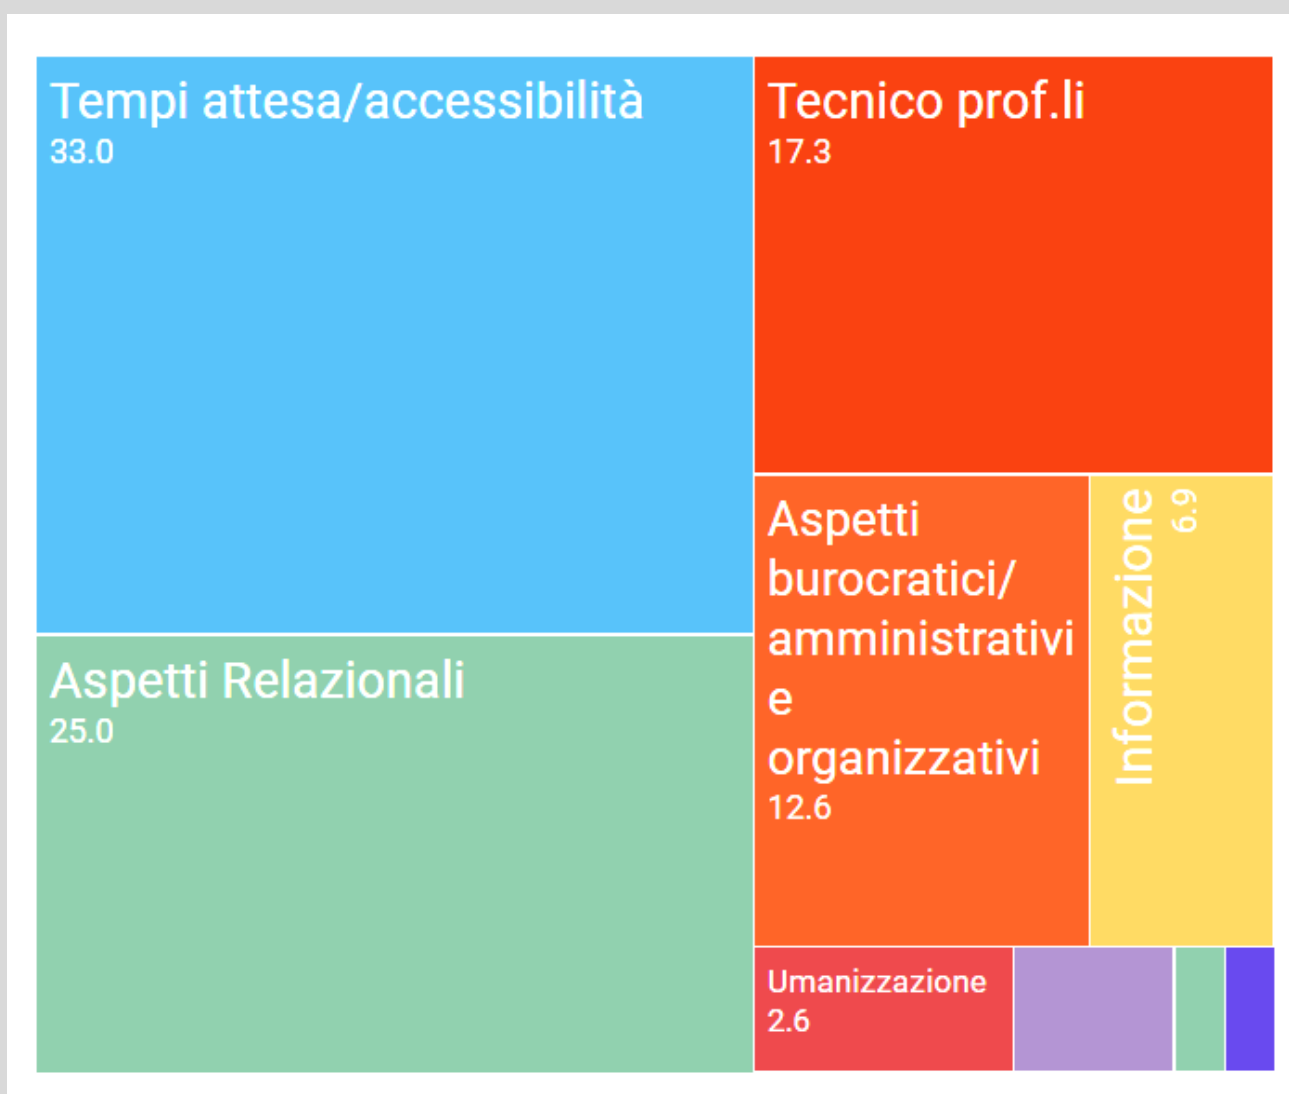 Tempi attesa/accessibilità
33.0
Tecnico prof.li
17.3
Aspetti Relazionali
25.0
Aspetti
burocratici/
amministrativi
e
organizzativi
12.6
Informazione
6.9
Umanizzazione
2.6